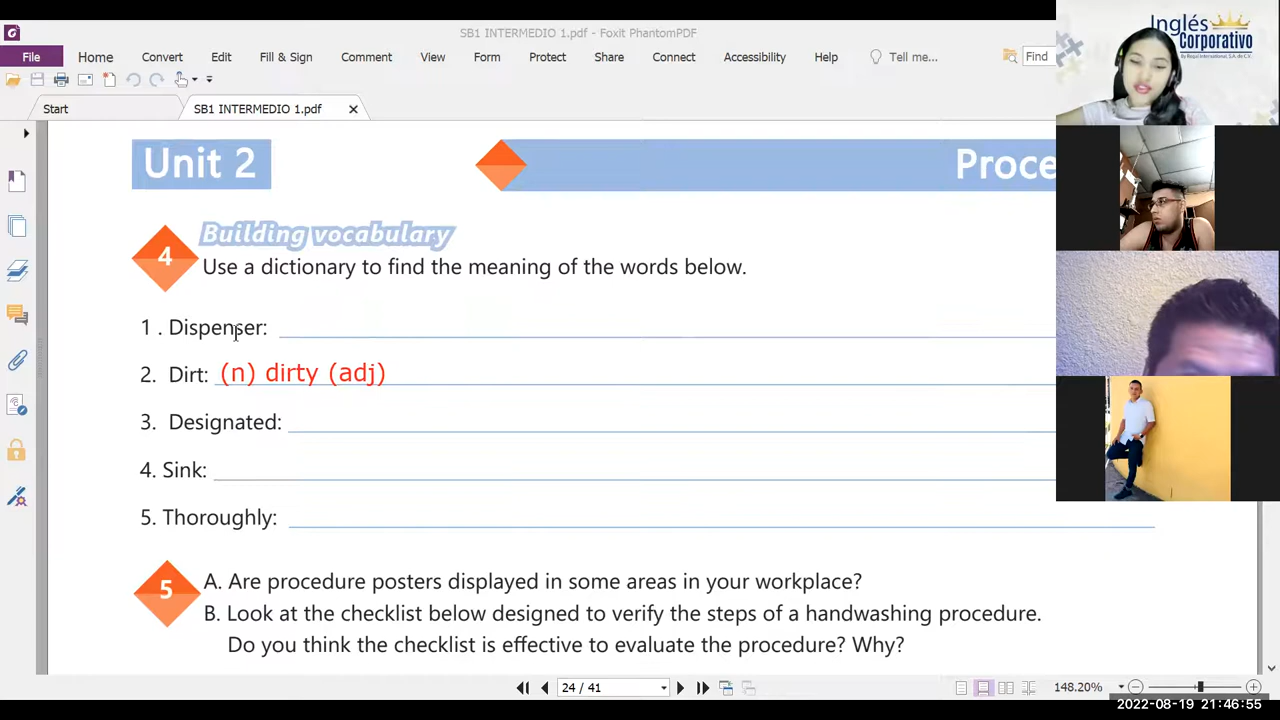 SB1 INTERMEDIO 1.pdf - Foxit PhantomPDF
File Home Convert Edit Fill & Sign Comment View Form Protect Share Connect Accessibility Help Tell me... Find
Start SB1 INTERMEDIO 1.pdf
Inglés
Corporativo
Unit 2 Proce
4 Building vocabulary
Use a dictionary to find the meaning of the words below.
1 . Dispenser:
2. Dirt: (n) dirty (adj)
3. Designated:
4. Sink:
5. Thoroughly:
5 A. Are procedure posters displayed in some areas in your workplace?
B. Look at the checklist below designed to verify the steps of a handwashing procedure.
Do you think the checklist is effective to evaluate the procedure? Why?
24 / 41 148.20%
2022-08-19 21:46:55